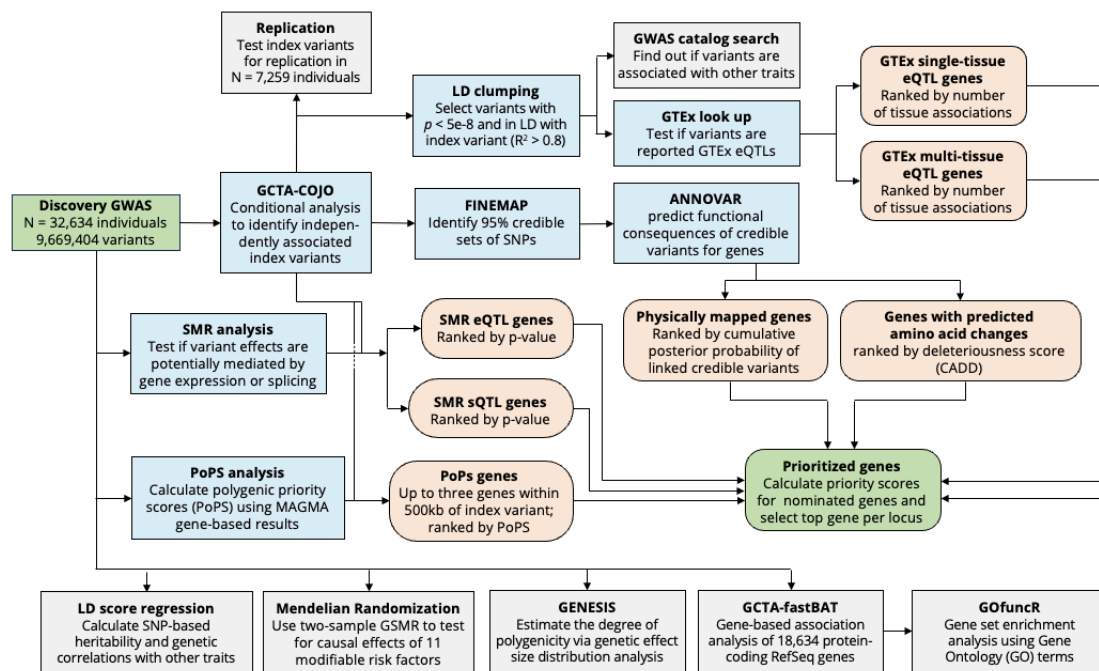 Replication
Test index variants
for replication in
N = 7,259 individuals
GWAS catalog search
Find out if variants are
associated with other traits
GTEx single-tissue
eQTL genes
Ranked by number
of tissue associations
LD clumping
Select variants with
p < 5e-8 and in LD with
index variant (R² > 0.8)
GTEx look up
Test if variants are
reported GTEx eQTLs
GTEx multi-tissue
eQTL genes
Ranked by number
of tissue associations
Discovery GWAS
N = 32,634 individuals
9,669,404 variants
GCTA-COJO
Conditional analysis
to identify indepen-
dently associated
index variants
FINEMAP
Identify 95% credible
sets of SNPs
ANNOVAR
predict functional
consequences of credible
variants for genes
SMR analysis
Test if variant effects are
potentially mediated by
gene expression or splicing
SMR eQTL genes
Ranked by p-value
Physically mapped genes
Ranked by cumulative
posterior probability of
linked credible variants
Genes with predicted
amino acid changes
ranked by deleteriousness score
(CADD)
SMR sQTL genes
Ranked by p-value
PoPS analysis
Calculate polygenic priority
scores (PoPS) using MAGMA
gene-based results
PoPs genes
Up to three genes within
500kb of index variant;
ranked by PoPS
Prioritized genes
Calculate priority scores
for nominated genes and
select top gene per locus
LD score regression
Calculate SNP-based
heritability and genetic
correlations with other traits
Mendelian Randomization
Use two-sample GSMR to test
for causal effects of 11
modifiable risk factors
GENESIS
Estimate the degree of
polygenicity via genetic effect
size distribution analysis
GCTA-fastBAT
Gene-based association
analysis of 18,634 protein-
coding RefSeq genes
GOfuncR
Gene set enrichment
analysis using Gene
Ontology (GO) terms